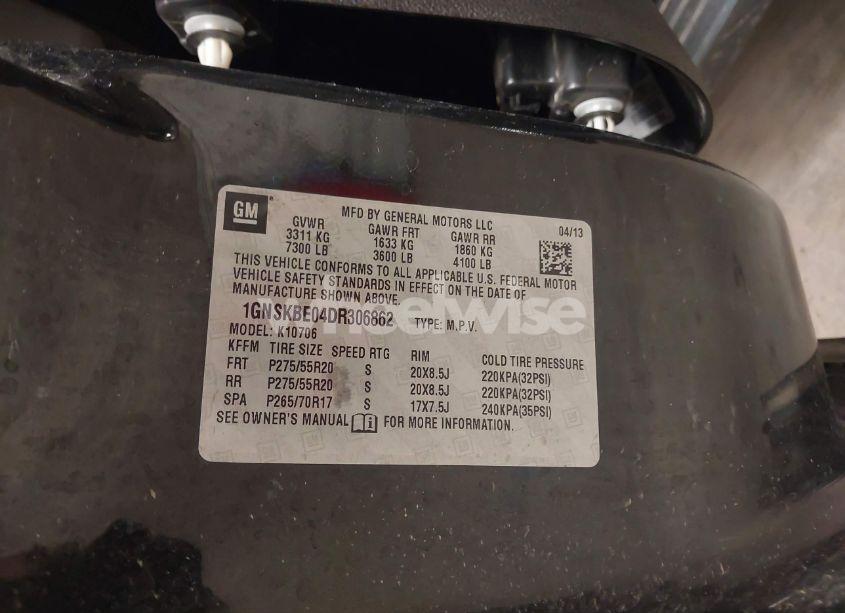 GM
MFD BY GENERAL MOTORS LLC 04/13
GVWR GAWR FRT GAWR RR
3311 KG 1633 KG 1860 KG
7300 LB 3600 LB 4100 LB
THIS VEHICLE CONFORMS TO ALL APPLICABLE U.S. FEDERAL MOTOR
VEHICLE SAFETY STANDARDS IN EFFECT ON THE DATE OF
MANUFACTURE SHOWN ABOVE.
1GNSKBE04DR306862 TYPE: M.P.V.
wheelwise
MODEL: K10706
KFFM TIRE SIZE SPEED RTG RIM COLD TIRE PRESSURE
FRT P275/55R20 S 20X8.5J 220KPA(32PSI)
RR P275/55R20 S 20X8.5J 220KPA(32PSI)
SPA P265/70R17 S 17X7.5J 240KPA(35PSI)
SEE OWNER'S MANUAL FOR MORE INFORMATION.